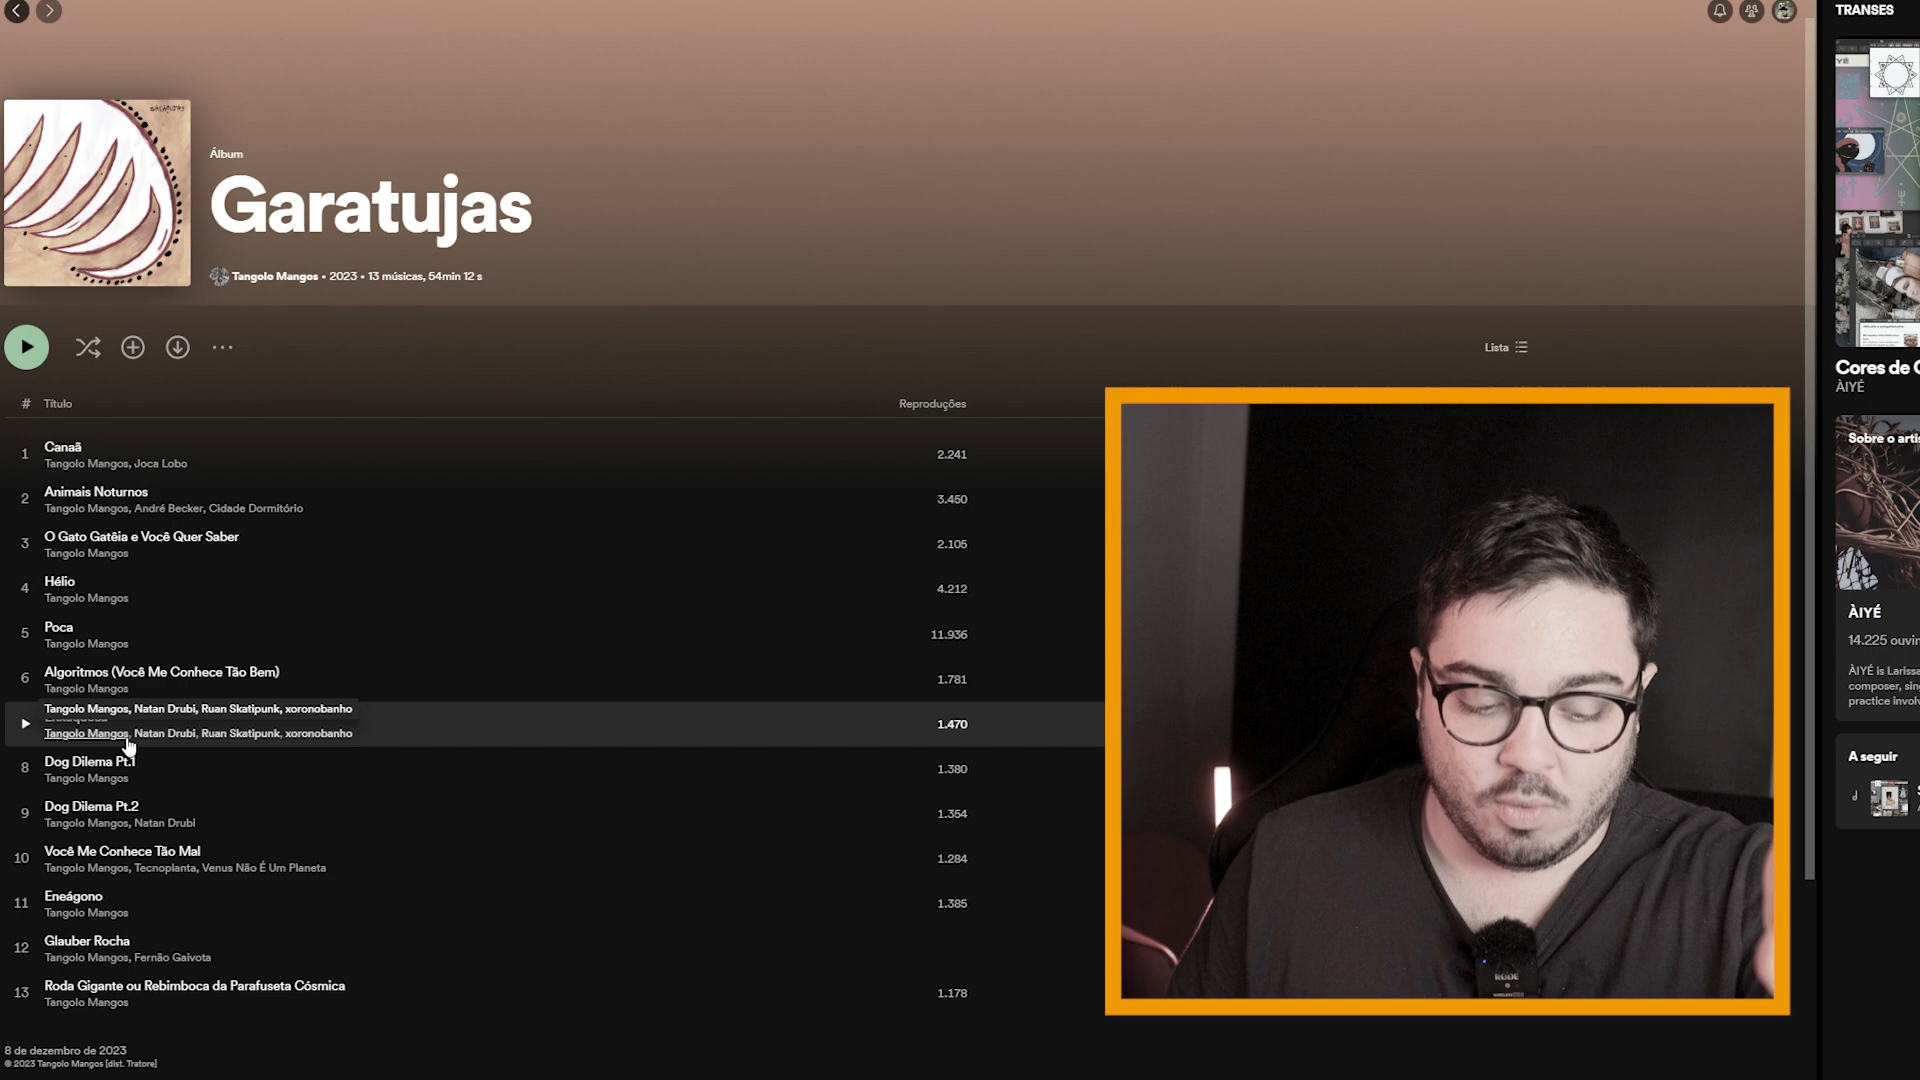 TRANSES
Álbum
Garatujas
Tangolo Mangos • 2023 • 13 músicas, 54min 12 s
Lista
# Título Reproduções
1 Canaã 2.241
Tangolo Mangos, Joca Lobo
2 Animais Noturnos 3.450
Tangolo Mangos, André Becker, Cidade Dormitório
3 O Gato Gatêia e Você Quer Saber 2.105
Tangolo Mangos
4 Hélio 4.212
Tangolo Mangos
5 Poca 11.936
Tangolo Mangos
6 Algoritmos (Você Me Conhece Tão Bem) 1.781
Tangolo Mangos
Tangolo Mangos, Natan Drubi, Ruan Skatipunk, xoronobanho
1.470
Tangolo Mangos, Natan Drubi, Ruan Skatipunk, xoronobanho
8 Dog Dilema Pt.1 1.380
Tangolo Mangos
9 Dog Dilema Pt.2 1.354
Tangolo Mangos, Natan Drubi
10 Você Me Conhece Tão Mal 1.284
Tangolo Mangos, Tecnoplanta, Venus Não É Um Planeta
11 Eneágono 1.385
Tangolo Mangos
12 Glauber Rocha
Tangolo Mangos, Fernão Gaivota
13 Roda Gigante ou Rebimboca da Parafuseta Cósmica 1.178
Tangolo Mangos
8 de dezembro de 2023
© 2023 Tangolo Mangos [dist. Tratore]
RODE
Cores de
ÀIYÉ
Sobre o arti
ÀIYÉ
14.225 ouvin
ÀIYÉ is Larissa
composer, sin
practice involv
A seguir